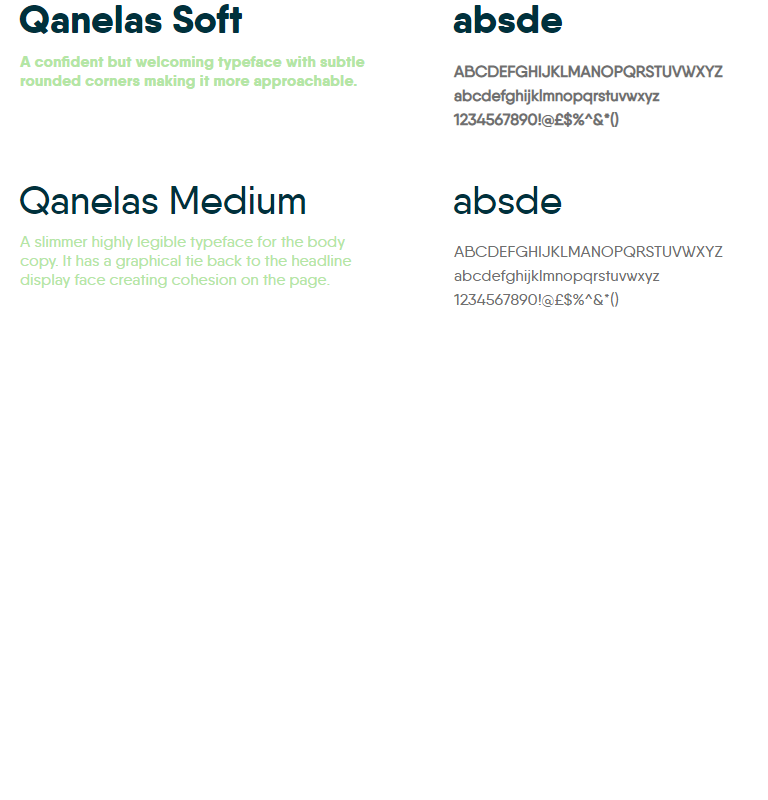 Qanelas Soft
A confident but welcoming typeface with subtle
rounded corners making it more approachable.
absde
ABCDEFGHIJKLMANOPQRSTUVWXYZ
abcdefghijklmnopqrstuvwxyz
1234567890!@£$%^&*()
Qanelas Medium
A slimmer highly legible typeface for the body
copy. It has a graphical tie back to the headline
display face creating cohesion on the page.
absde
ABCDEFGHIJKLMANOPQRSTUVWXYZ
abcdefghijklmnopqrstuvwxyz
1234567890!@£$%^&*()